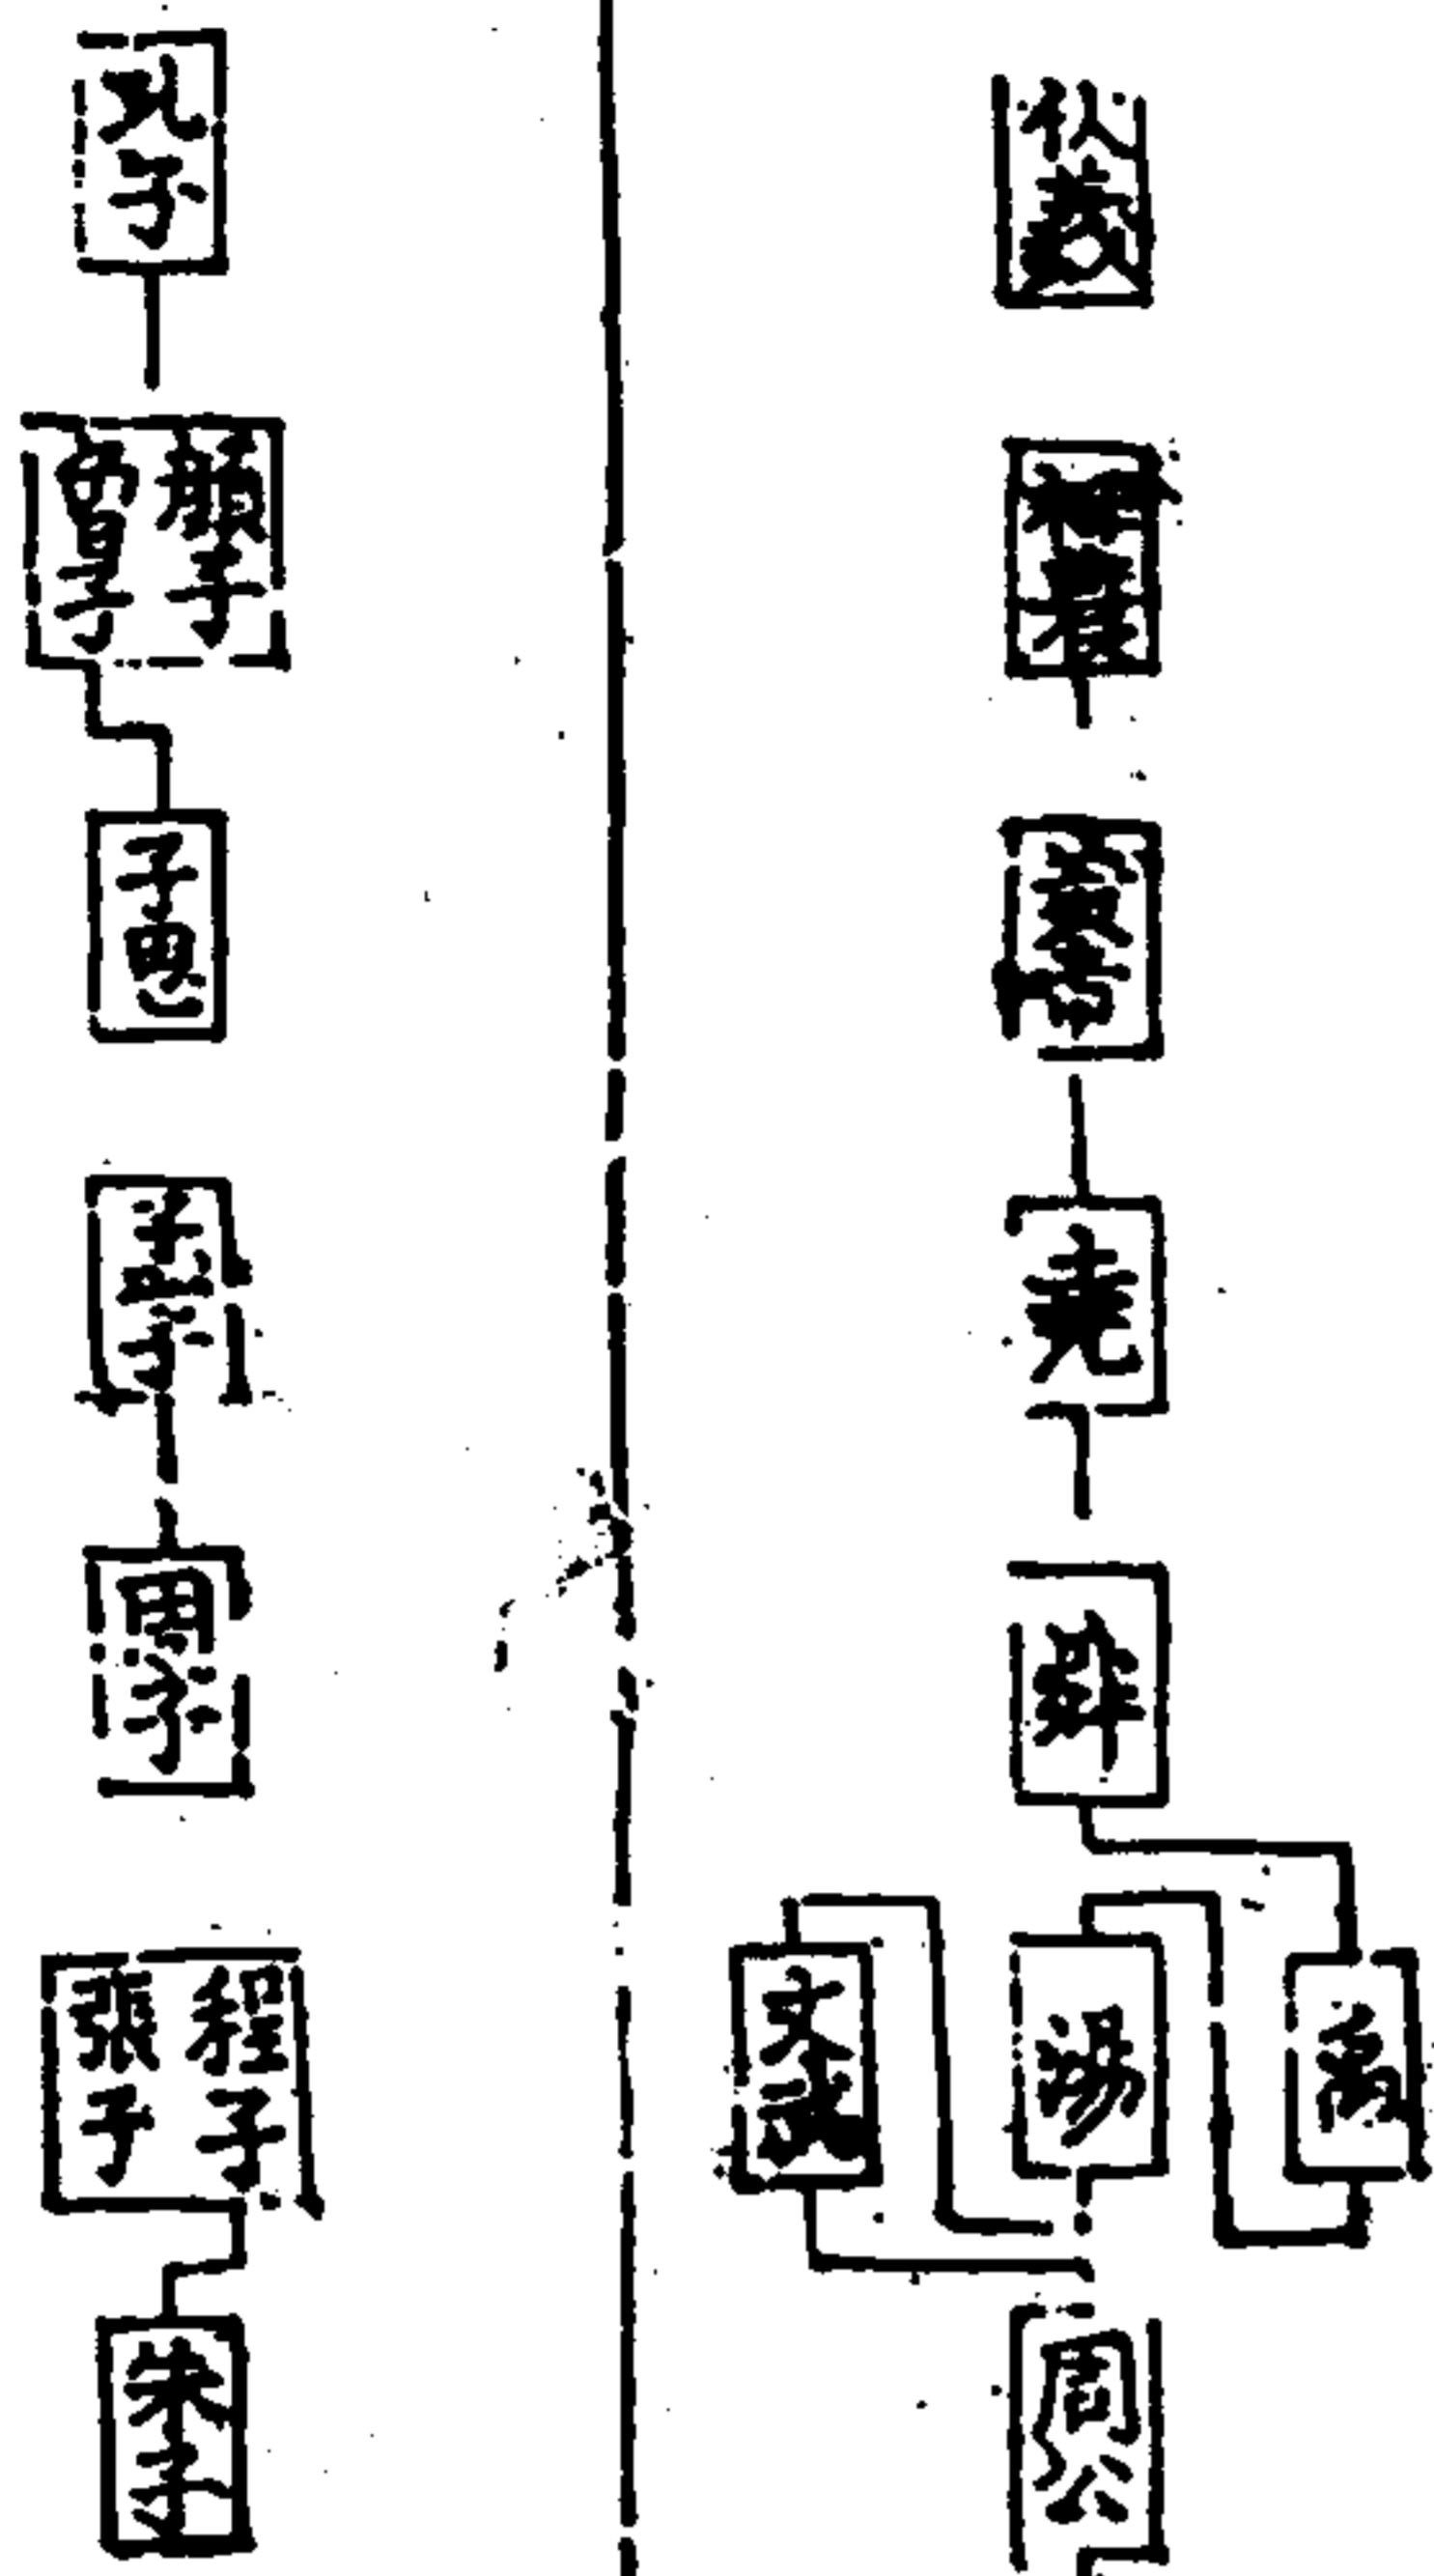 伏羲
神農
黃帝
堯
舜
禹
湯
文武
周公
孔子
顏子
曾子
子思
孟子
周子
程子
張子
朱子